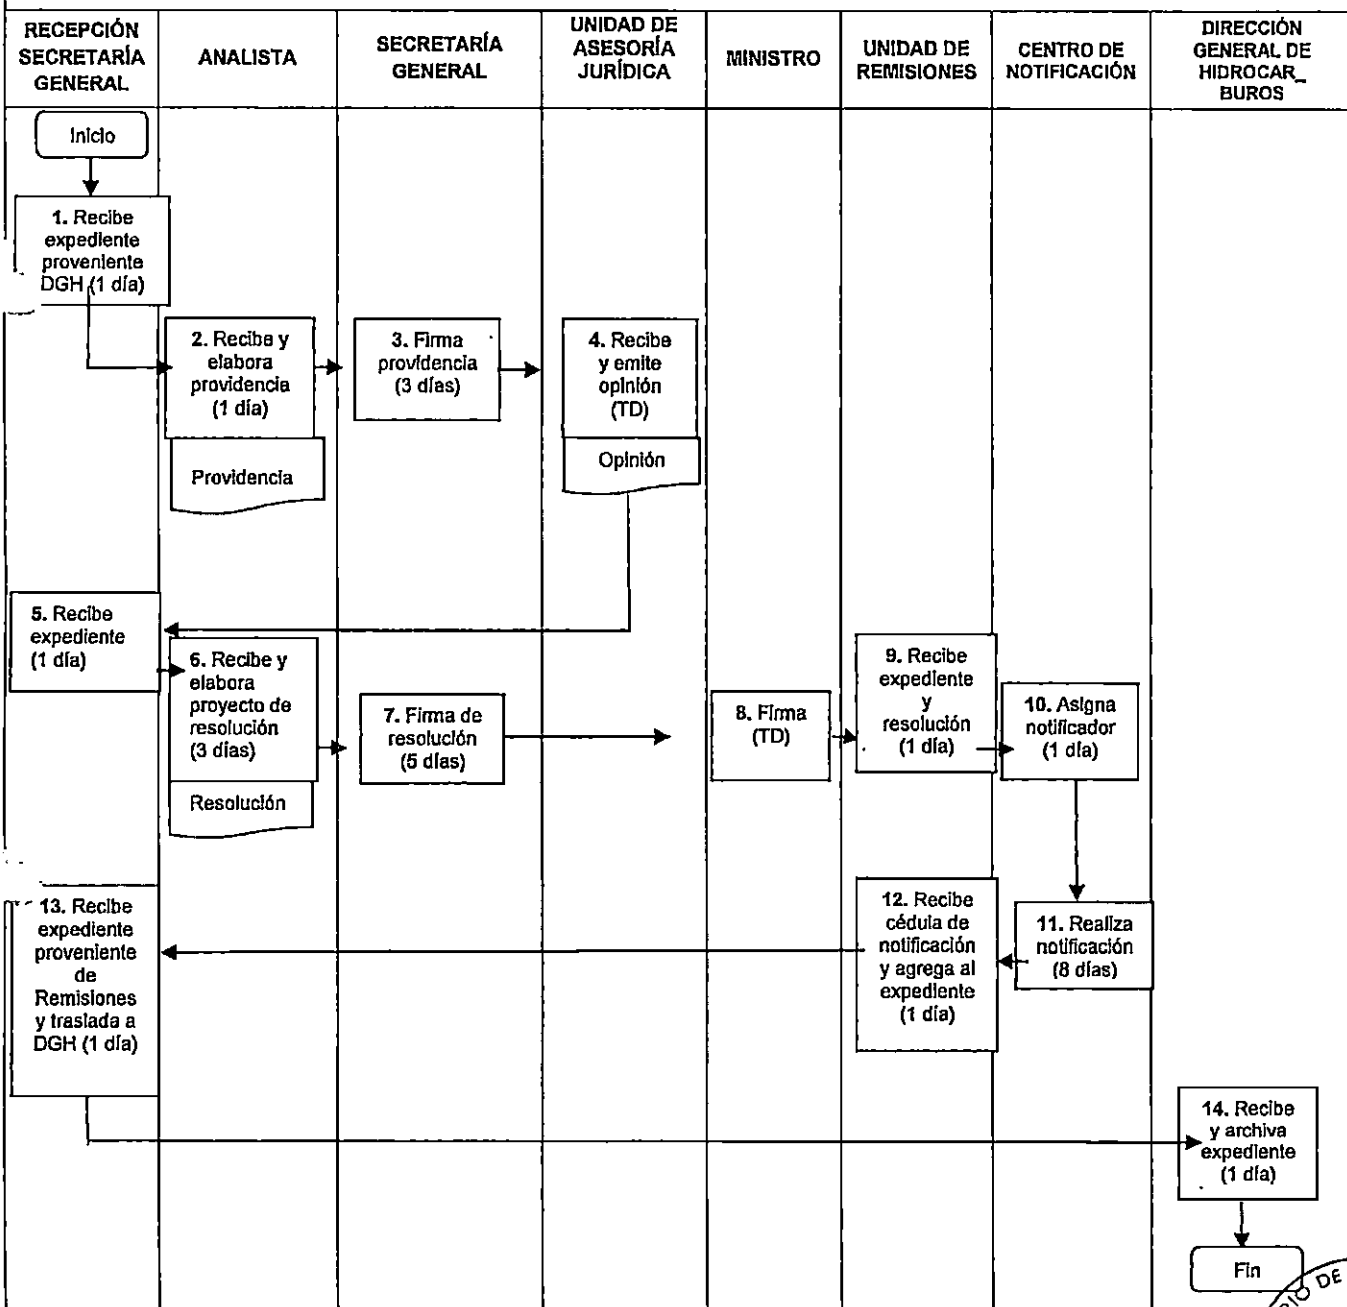 RECEPCIÓN
SECRETARÍA
GENERAL
ANALISTA
SECRETARÍA
GENERAL
UNIDAD DE
ASESORÍA
JURÍDICA
MINISTRO
UNIDAD DE
REMISIONES
CENTRO DE
NOTIFICACIÓN
DIRECCIÓN
GENERAL DE
HIDROCAR_
BUROS
Inicio
1. Recibe
expediente
proveniente
DGH (1 día)
2. Recibe y
elabora
providencia
(1 día)
Providencia
3. Firma
providencia
(3 días)
4. Recibe
y emite
opinión
(TD)
Opinión
5. Recibe
expediente
(1 día)
6. Recibe y
elabora
proyecto de
resolución
(3 días)
Resolución
7. Firma de
resolución
(5 días)
8. Firma
(TD)
9. Recibe
expediente
y
resolución
(1 día)
10. Asigna
notificador
(1 día)
11. Realiza
notificación
(8 días)
12. Recibe
cédula de
notificación
y agrega al
expediente
(1 día)
13. Recibe
expediente
proveniente
de
Remisiones
y traslada a
DGH (1 día)
14. Recibe
y archiva
expediente
(1 día)
Fin
DE